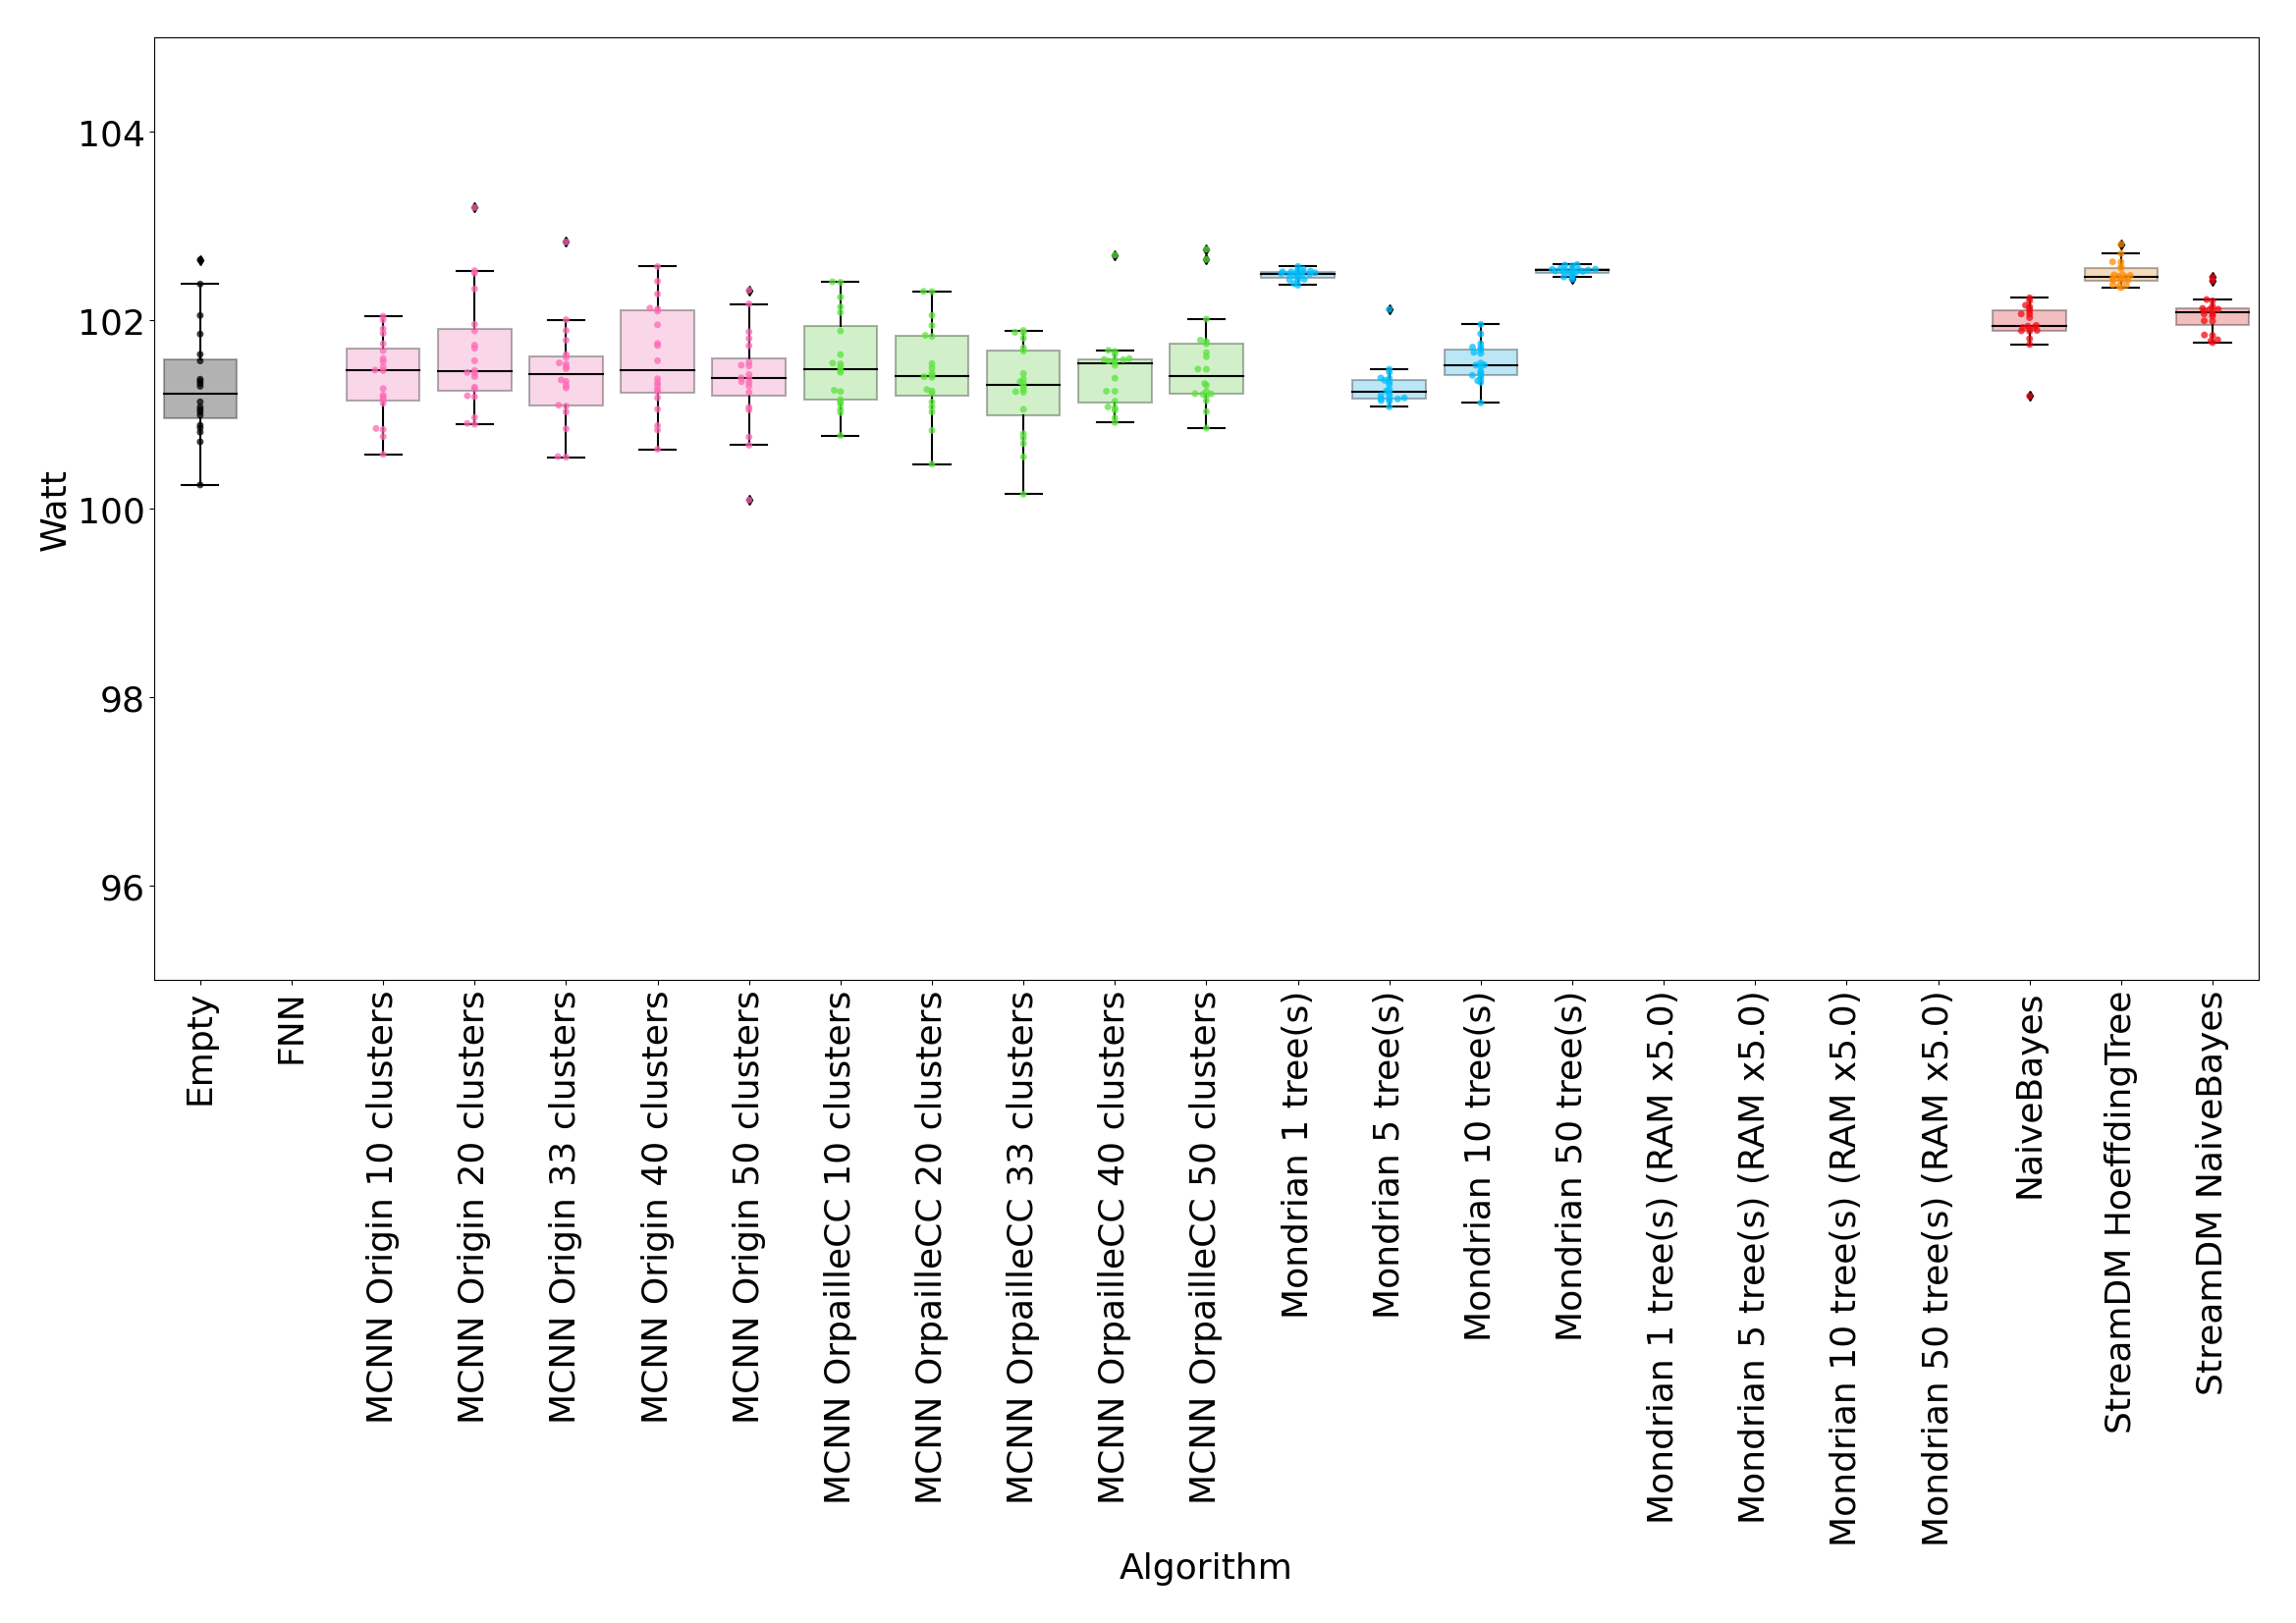 104
102
100
98
96
Watt
Empty
FNN
MCNN Origin 10 clusters
MCNN Origin 20 clusters
MCNN Origin 33 clusters
MCNN Origin 40 clusters
MCNN Origin 50 clusters
MCNN OrpailleCC 10 clusters
MCNN OrpailleCC 20 clusters
MCNN OrpailleCC 33 clusters
MCNN OrpailleCC 40 clusters
MCNN OrpailleCC 50 clusters
Mondrian 1 tree(s)
Mondrian 5 tree(s)
Mondrian 10 tree(s)
Mondrian 50 tree(s)
Mondrian 1 tree(s) (RAM x5.0)
Mondrian 5 tree(s) (RAM x5.0)
Mondrian 10 tree(s) (RAM x5.0)
Mondrian 50 tree(s) (RAM x5.0)
NaiveBayes
StreamDM HoeffdingTree
StreamDM NaiveBayes
Algorithm